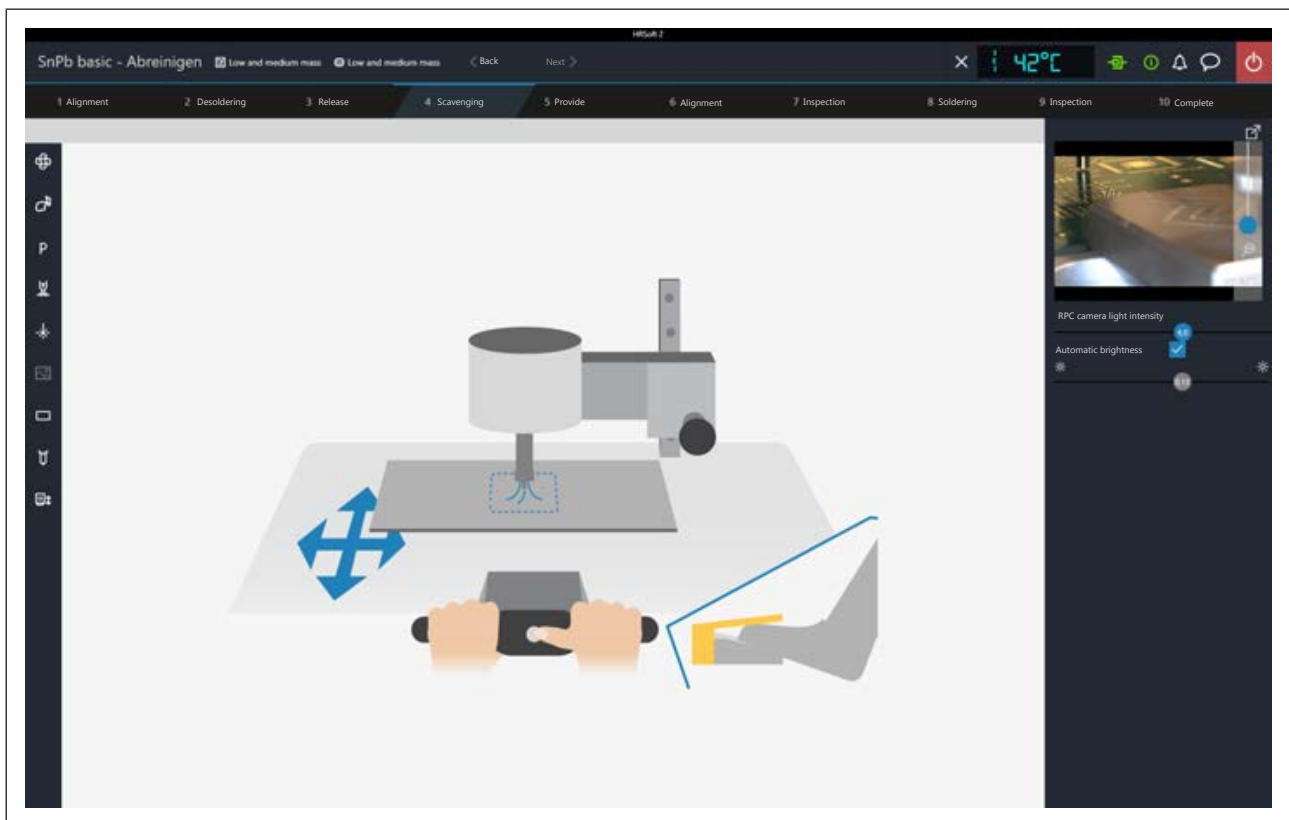 HRSoft 2
SnPb basic - Abreinigen Low and medium mass Low and medium mass < Back Next > × 42°C
1 Alignment 2 Desoldering 3 Release 4 Scavenging 5 Provide 6 Alignment 7 Inspection 8 Soldering 9 Inspection 10 Complete
P
RPC camera light intensity
Automatic brightness